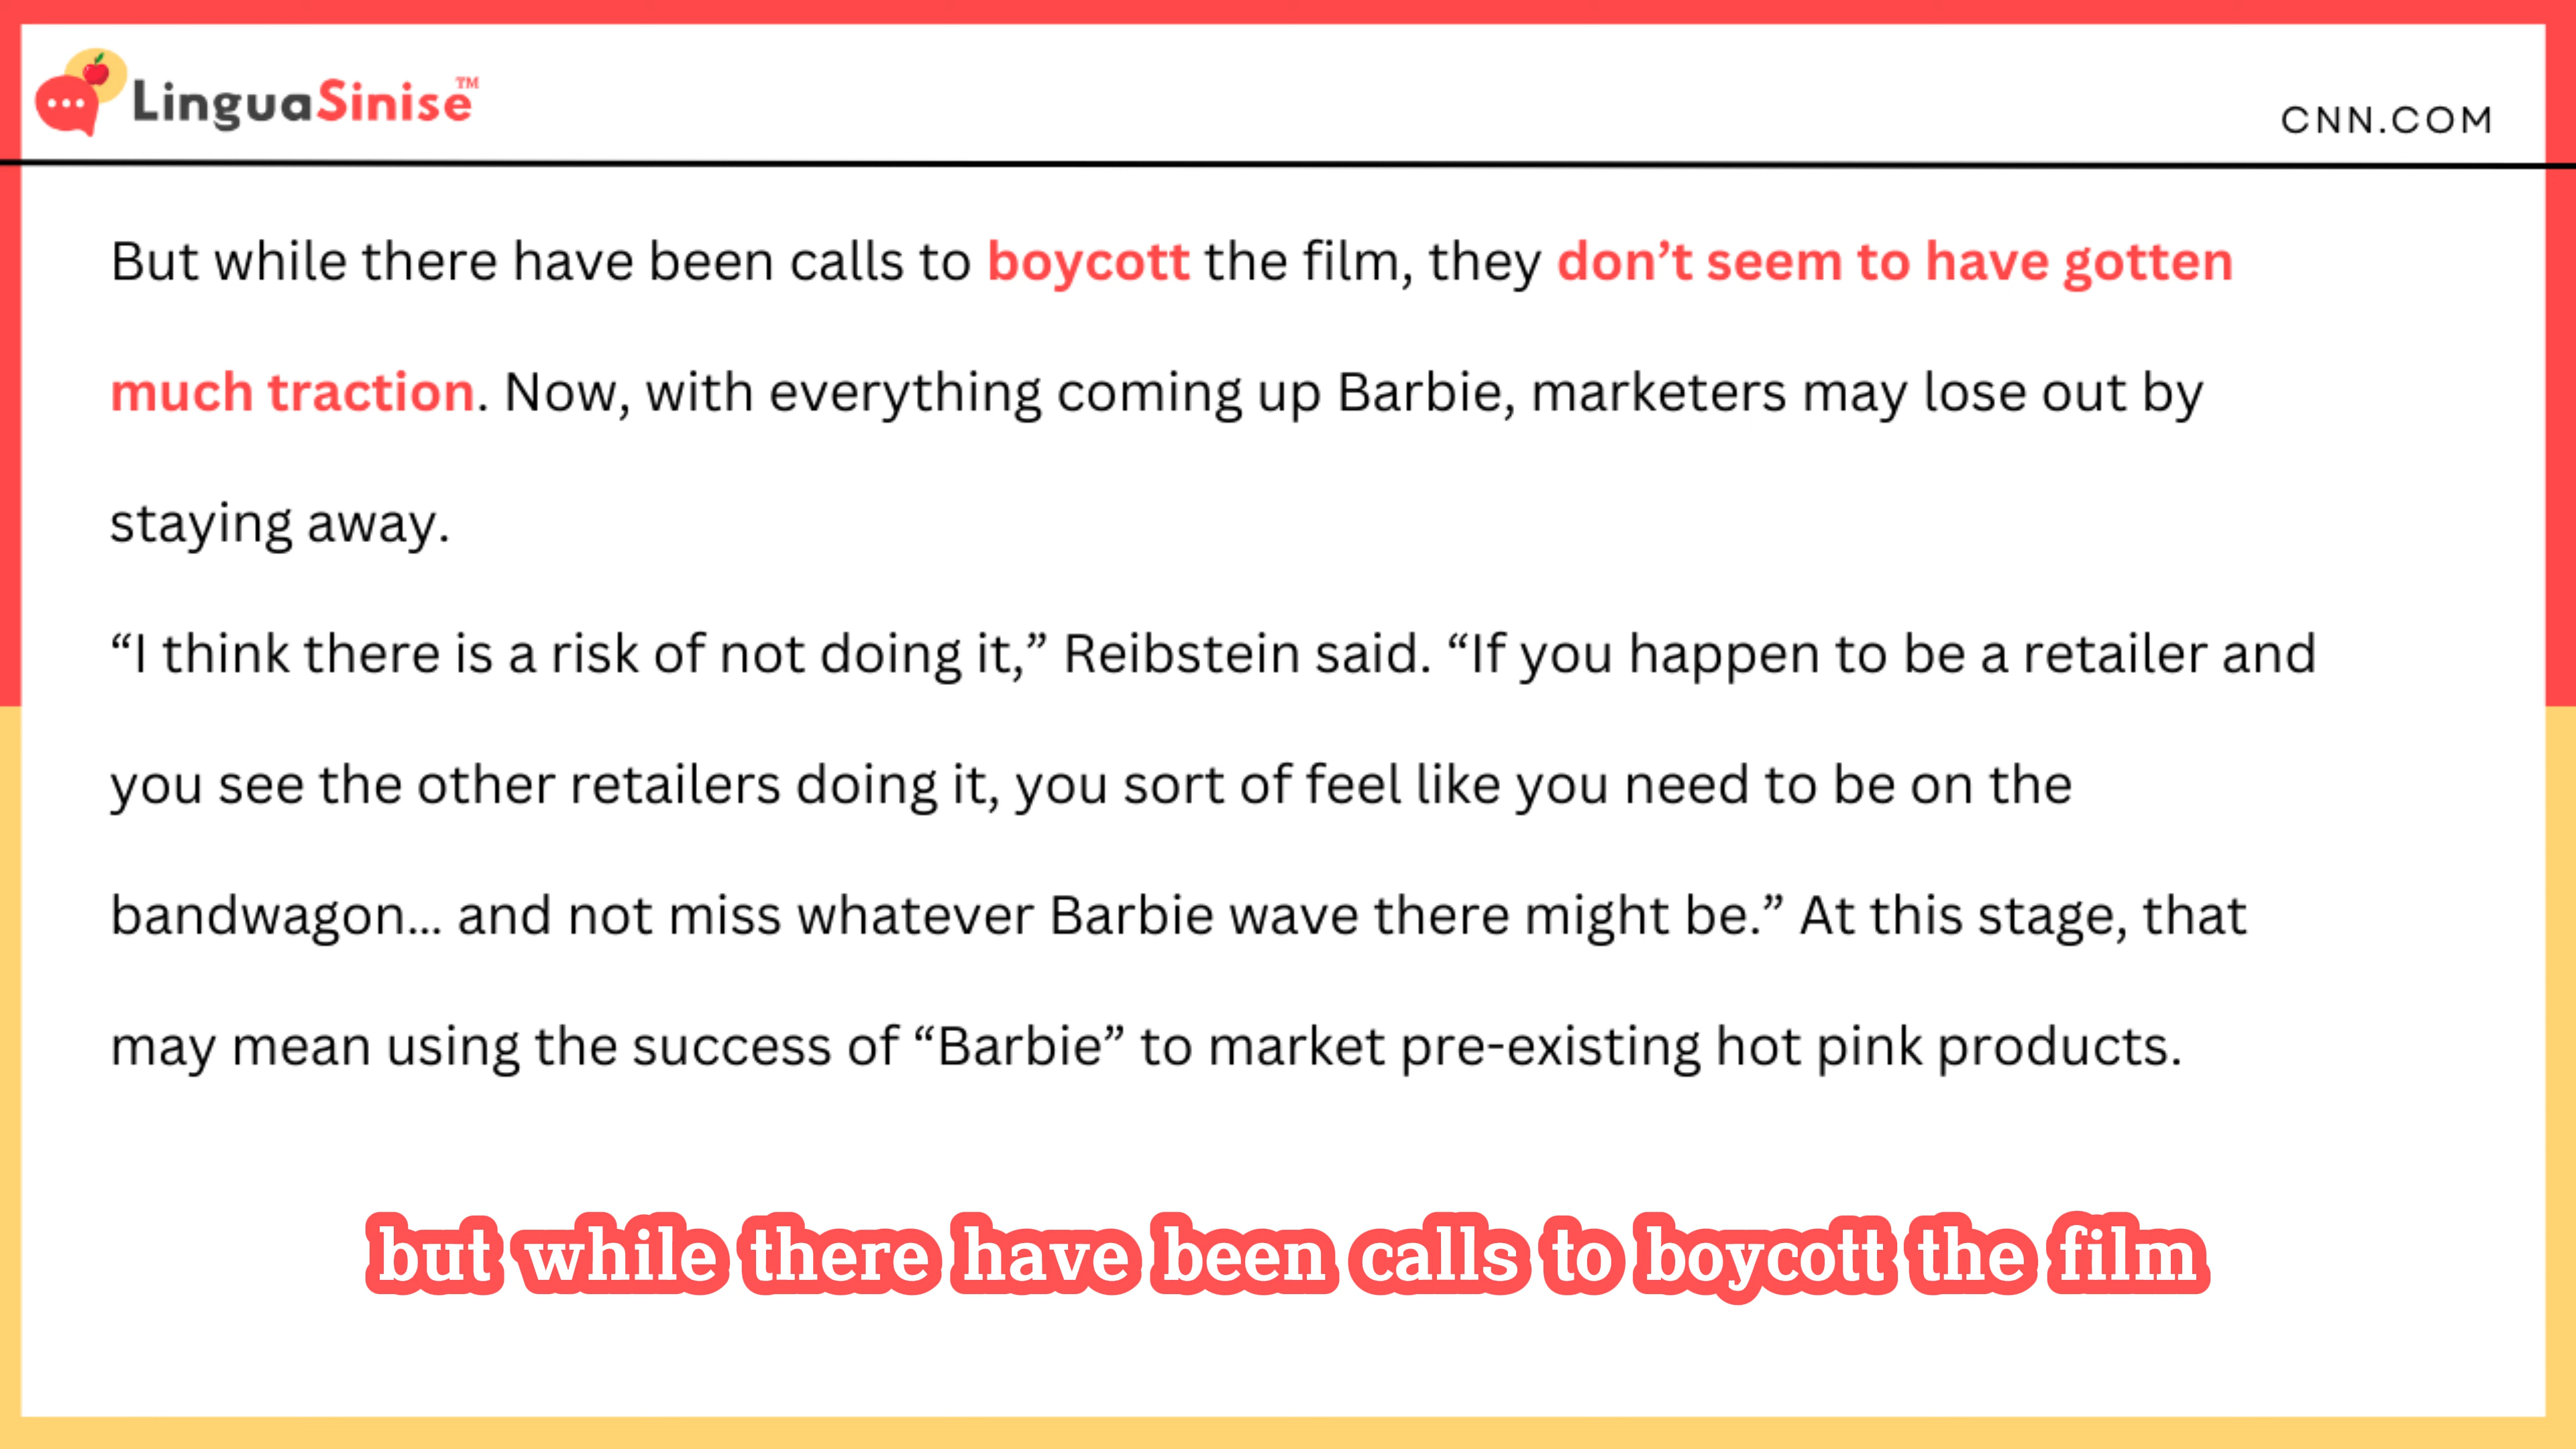 LinguaSinise™
CNN.COM
But while there have been calls to boycott the film, they don’t seem to have gotten
much traction. Now, with everything coming up Barbie, marketers may lose out by
staying away.
“I think there is a risk of not doing it,” Reibstein said. “If you happen to be a retailer and
you see the other retailers doing it, you sort of feel like you need to be on the
bandwagon... and not miss whatever Barbie wave there might be.” At this stage, that
may mean using the success of “Barbie” to market pre-existing hot pink products.
but while there have been calls to boycott the film